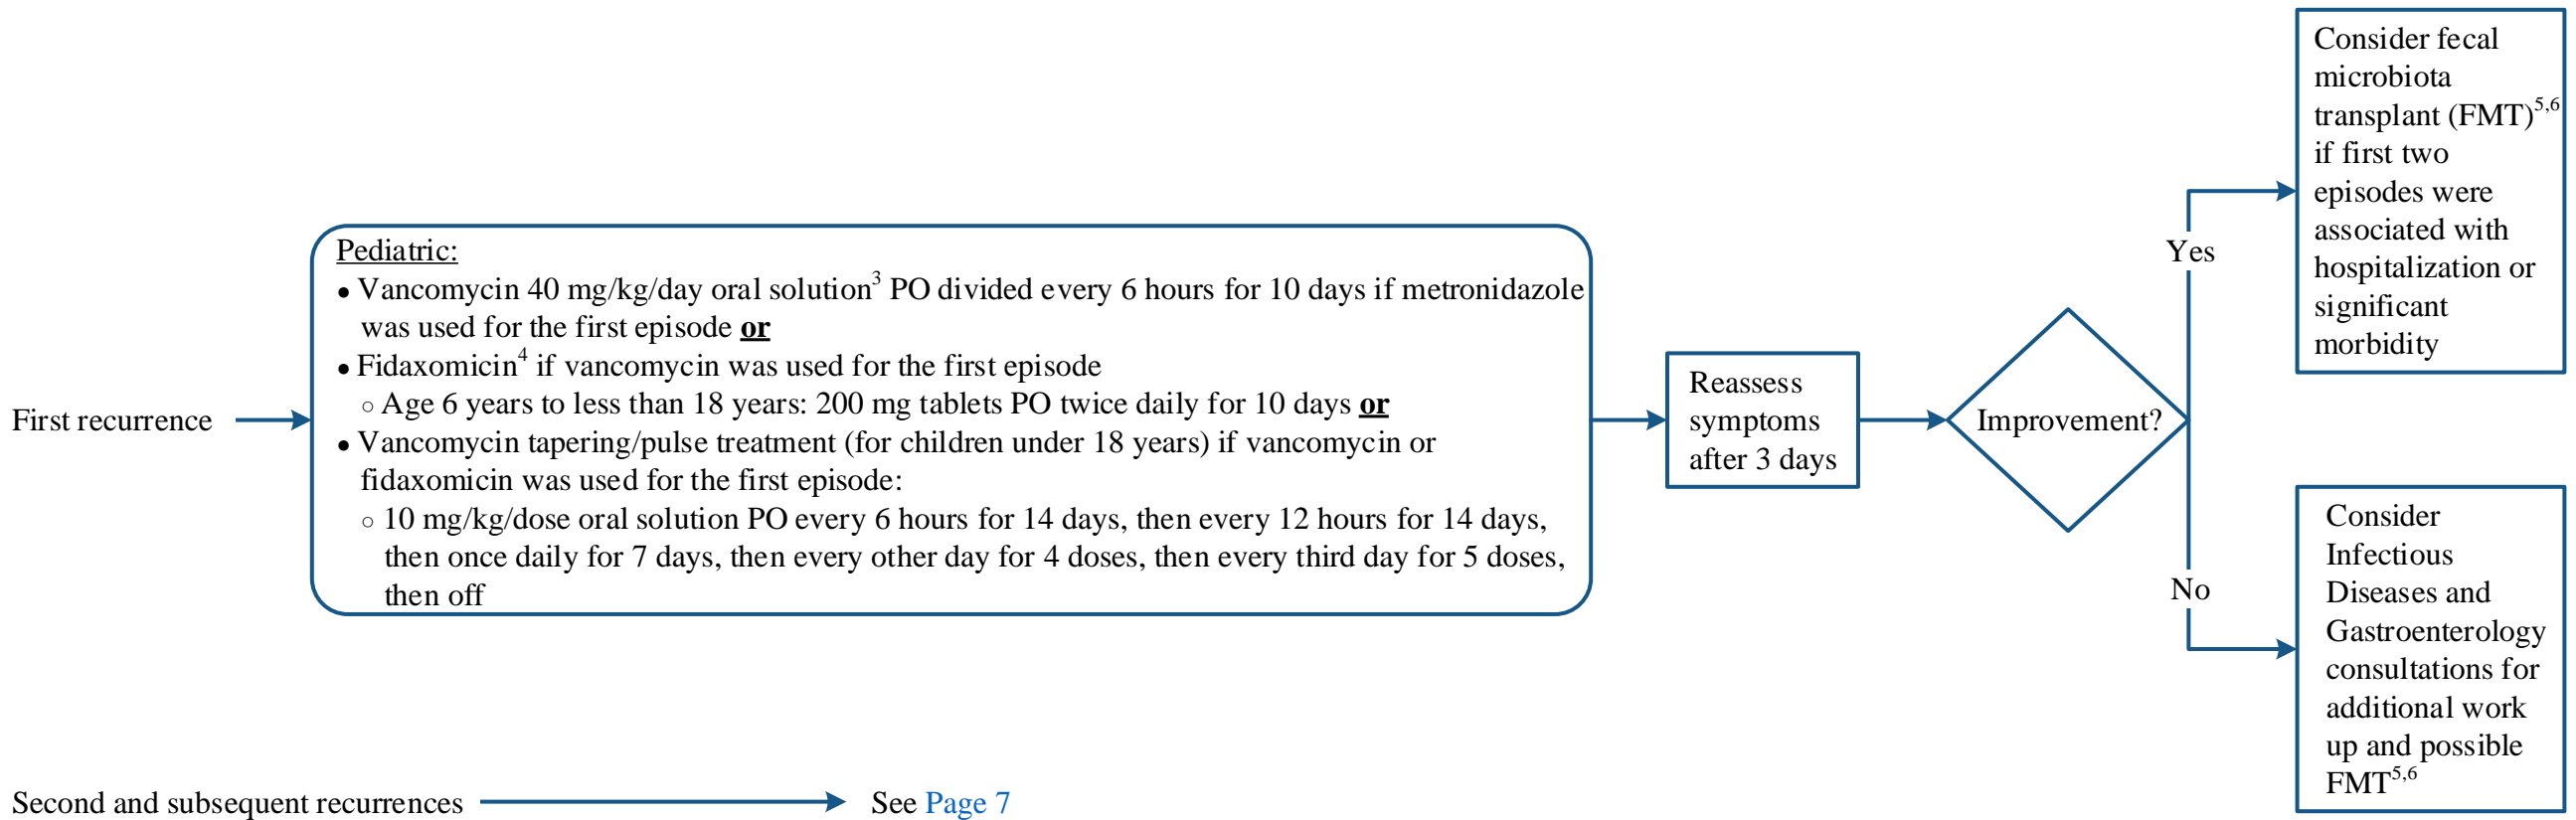 First recurrence
Pediatric:
● Vancomycin 40 mg/kg/day oral solution3 PO divided every 6 hours for 10 days if metronidazole
was used for the first episode or
● Fidaxomicin4 if vancomycin was used for the first episode
○ Age 6 years to less than 18 years: 200 mg tablets PO twice daily for 10 days or
● Vancomycin tapering/pulse treatment (for children under 18 years) if vancomycin or
fidaxomicin was used for the first episode:
○ 10 mg/kg/dose oral solution PO every 6 hours for 14 days, then every 12 hours for 14 days,
then once daily for 7 days, then every other day for 4 doses, then every third day for 5 doses,
then off
Reassess
symptoms
after 3 days
Improvement?
Yes
Consider fecal
microbiota
transplant (FMT)5,6
if first two
episodes were
associated with
hospitalization or
significant
morbidity
No
Consider
Infectious
Diseases and
Gastroenterology
consultations for
additional work
up and possible
FMT5,6
Second and subsequent recurrences
See Page 7